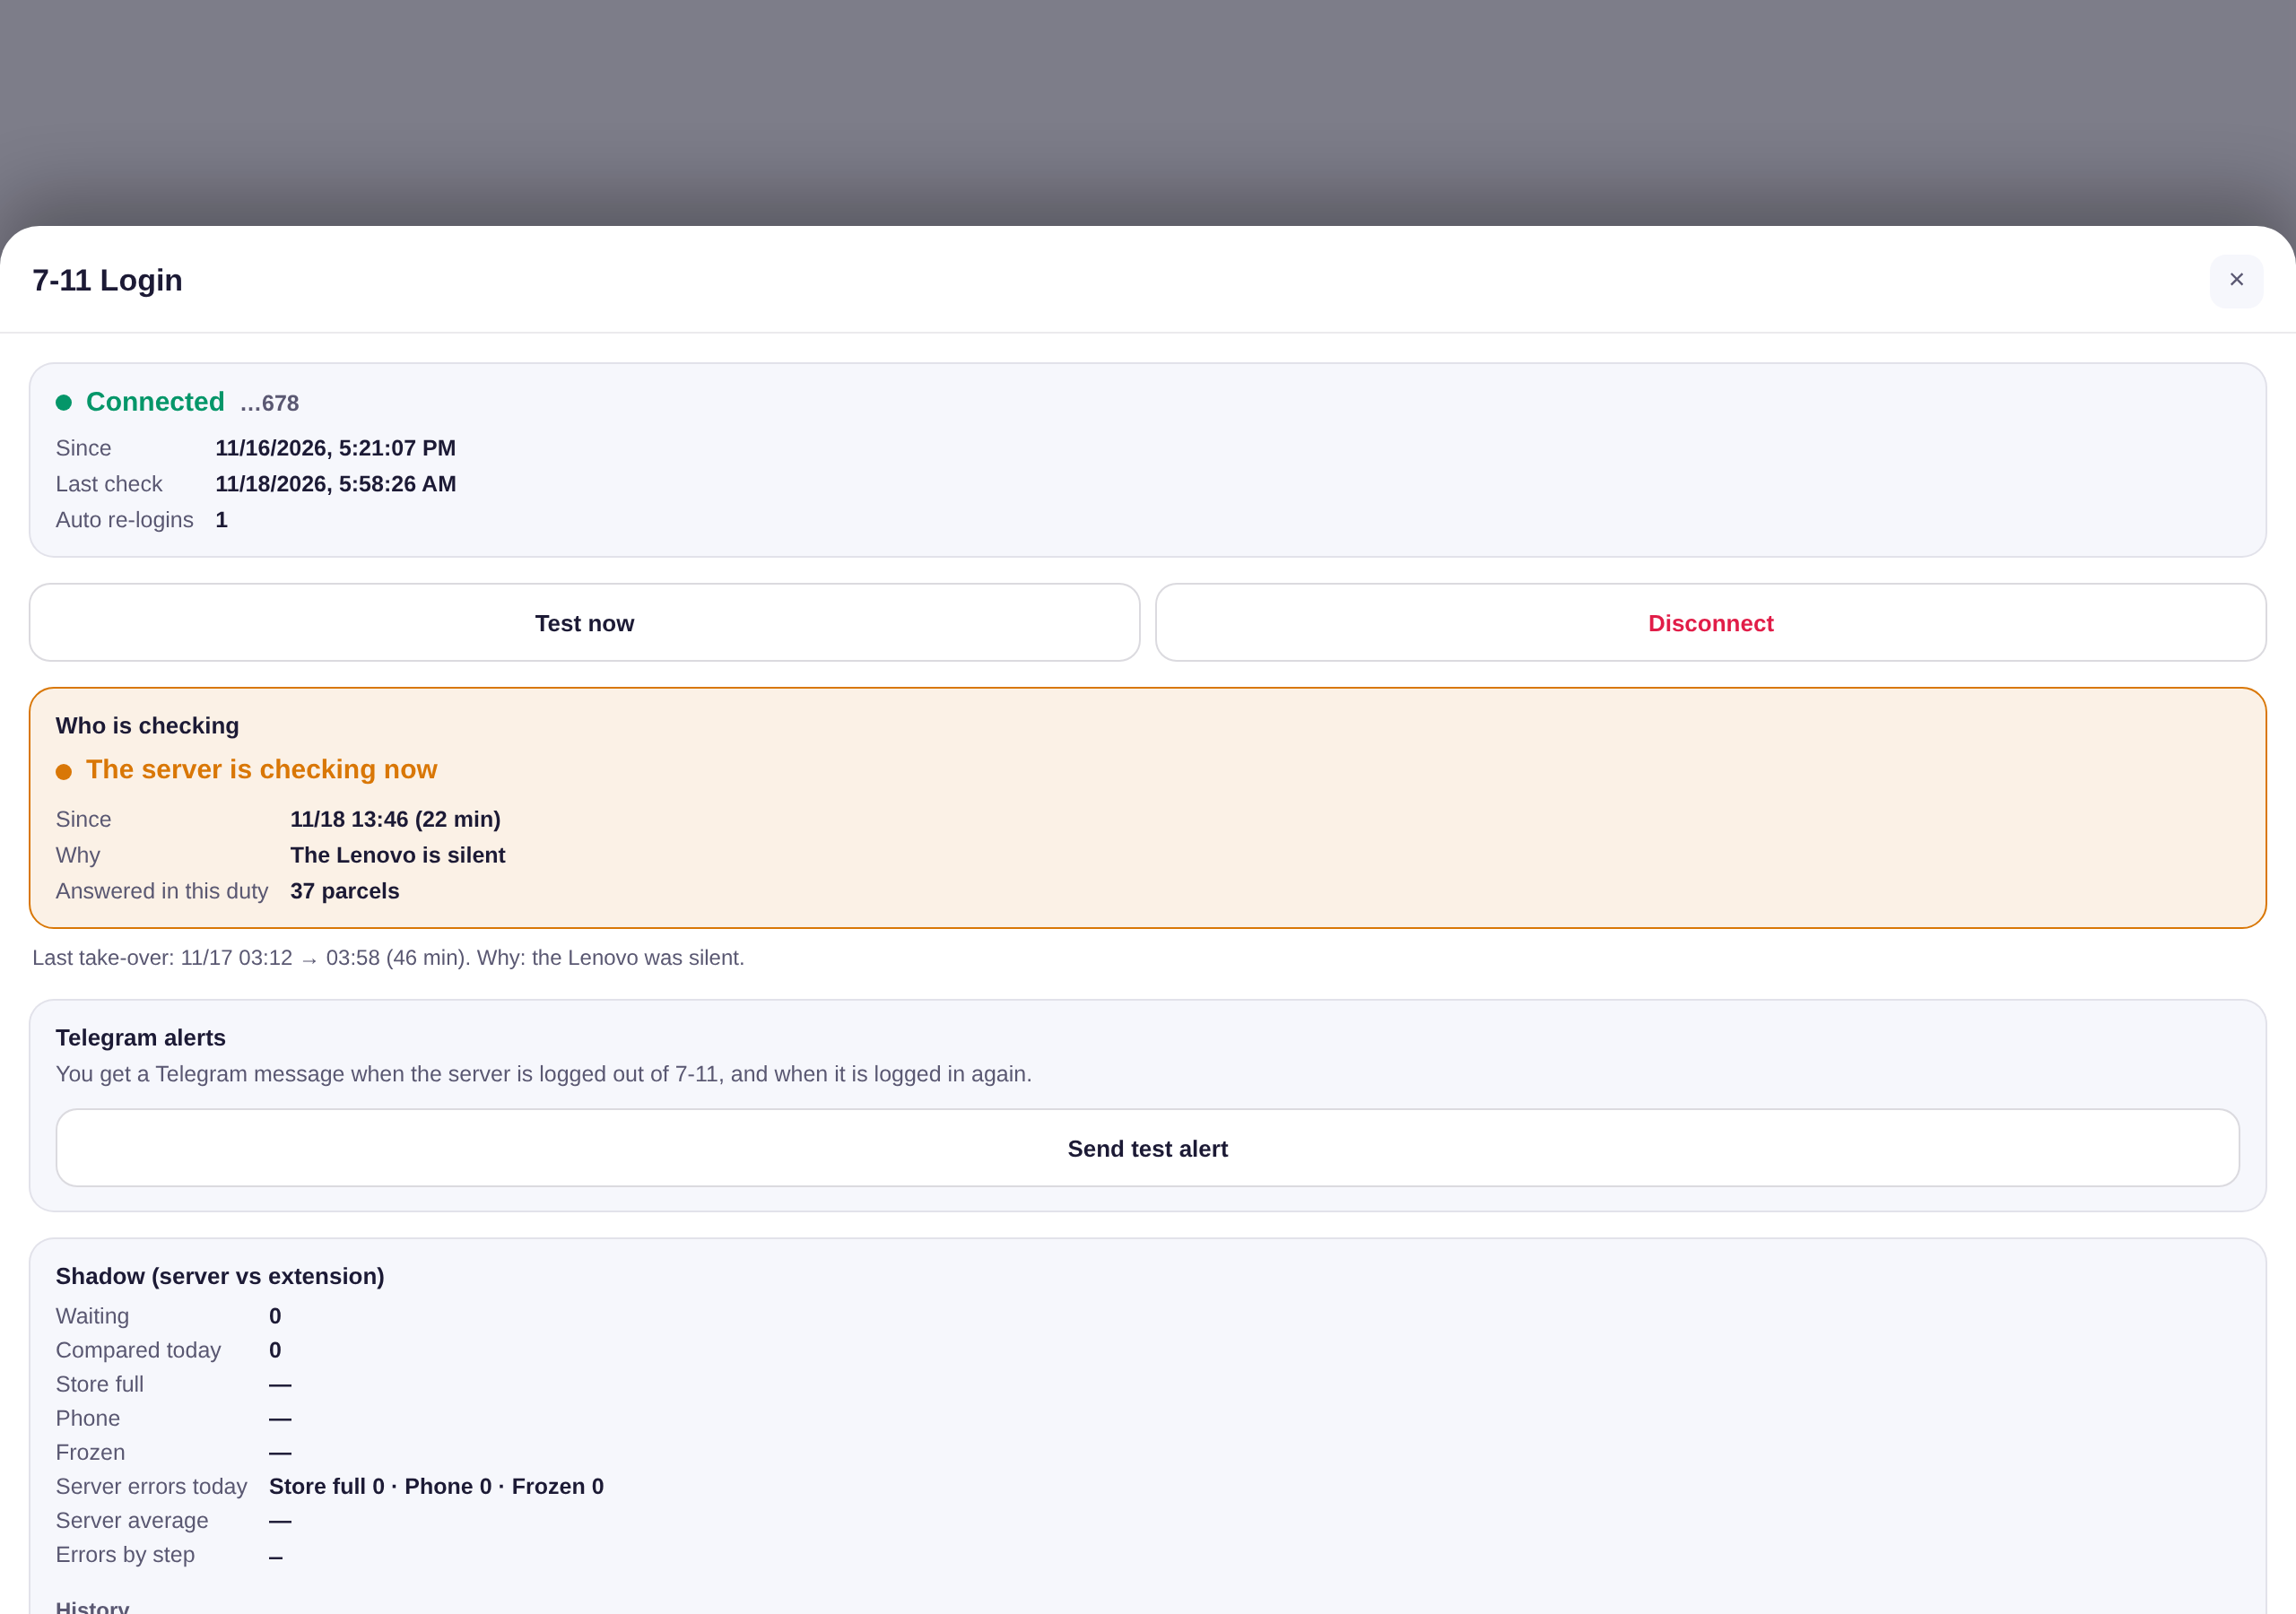 7-11 Login
×
Connected …678
Since 11/16/2026, 5:21:07 PM
Last check 11/18/2026, 5:58:26 AM
Auto re-logins 1
Test now
Disconnect
Who is checking
The server is checking now
Since 11/18 13:46 (22 min)
Why The Lenovo is silent
Answered in this duty 37 parcels
Last take-over: 11/17 03:12 → 03:58 (46 min). Why: the Lenovo was silent.
Telegram alerts
You get a Telegram message when the server is logged out of 7-11, and when it is logged in again.
Send test alert
Shadow (server vs extension)
Waiting 0
Compared today 0
Store full —
Phone —
Frozen —
Server errors today Store full 0 · Phone 0 · Frozen 0
Server average —
Errors by step –
History